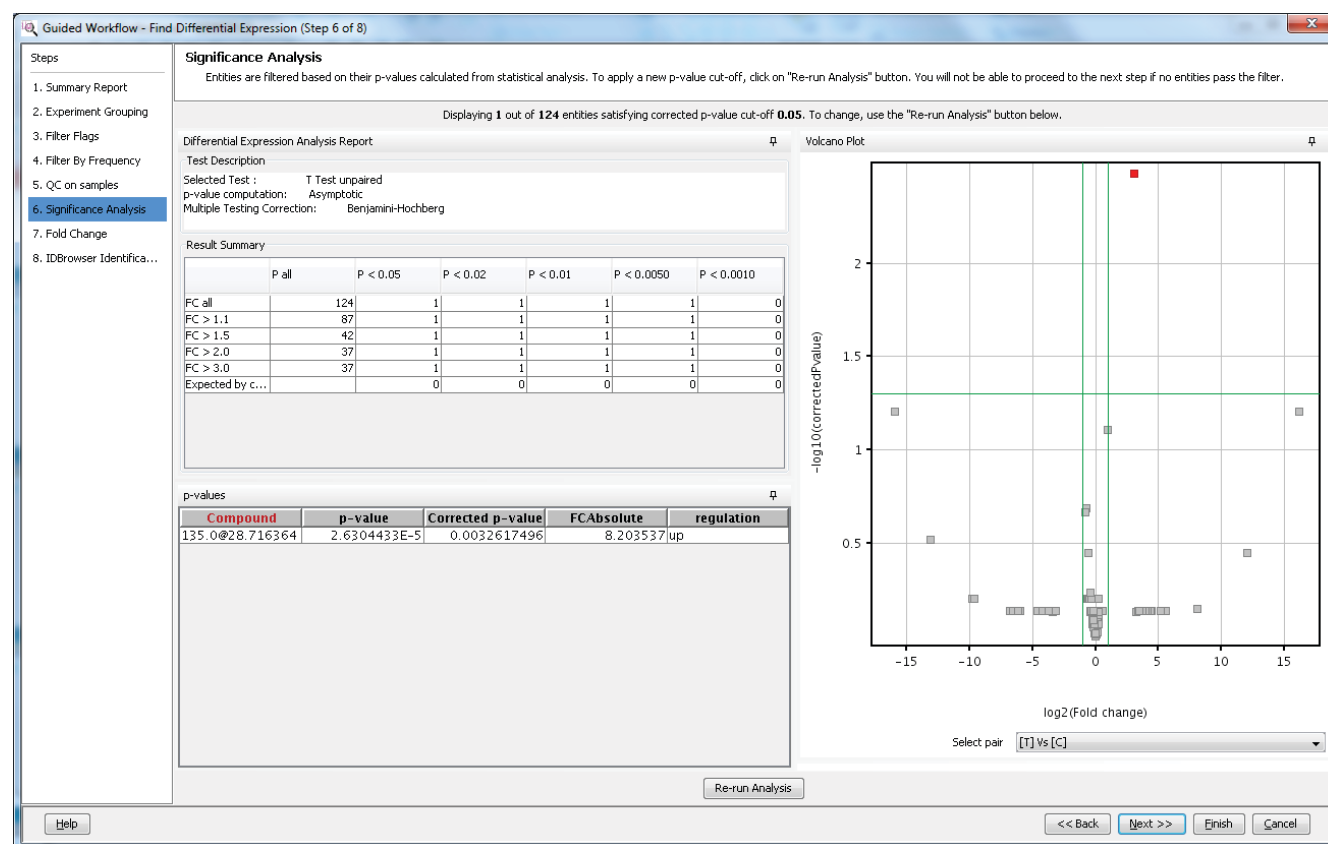 Guided Workflow - Find Differential Expression (Step 6 of 8)
Steps
1. Summary Report
2. Experiment Grouping
3. Filter Flags
4. Filter By Frequency
5. QC on samples
6. Significance Analysis
7. Fold Change
8. IDBrowser Identifica...
Significance Analysis
Entities are filtered based on their p-values calculated from statistical analysis. To apply a new p-value cut-off, click on "Re-run Analysis" button. You will not be able to proceed to the next step if no entities pass the filter.
Displaying 1 out of 124 entities satisfying corrected p-value cut-off 0.05. To change, use the "Re-run Analysis" button below.
Differential Expression Analysis Report
Test Description
Selected Test : T Test unpaired
p-value computation: Asymptotic
Multiple Testing Correction: Benjamini-Hochberg
Result Summary
P all P < 0.05 P < 0.02 P < 0.01 P < 0.0050 P < 0.0010
FC all 124 1 1 1 1 0
FC > 1.1 87 1 1 1 1 0
FC > 1.5 42 1 1 1 1 0
FC > 2.0 37 1 1 1 1 0
FC > 3.0 37 1 1 1 1 0
Expected by c... 0 0 0 0 0
p-values
Compound p-value Corrected p-value FCAbsolute regulation
135.0@28.716364 2.6304433E-5 0.0032617496 8.203537 up
Volcano Plot
2
1.5
1
0.5
-log10(correctedPvalue)
-15 -10 -5 0 5 10 15
log2(Fold change)
Select pair [T] Vs [C]
Re-run Analysis
Help << Back Next >> Finish Cancel